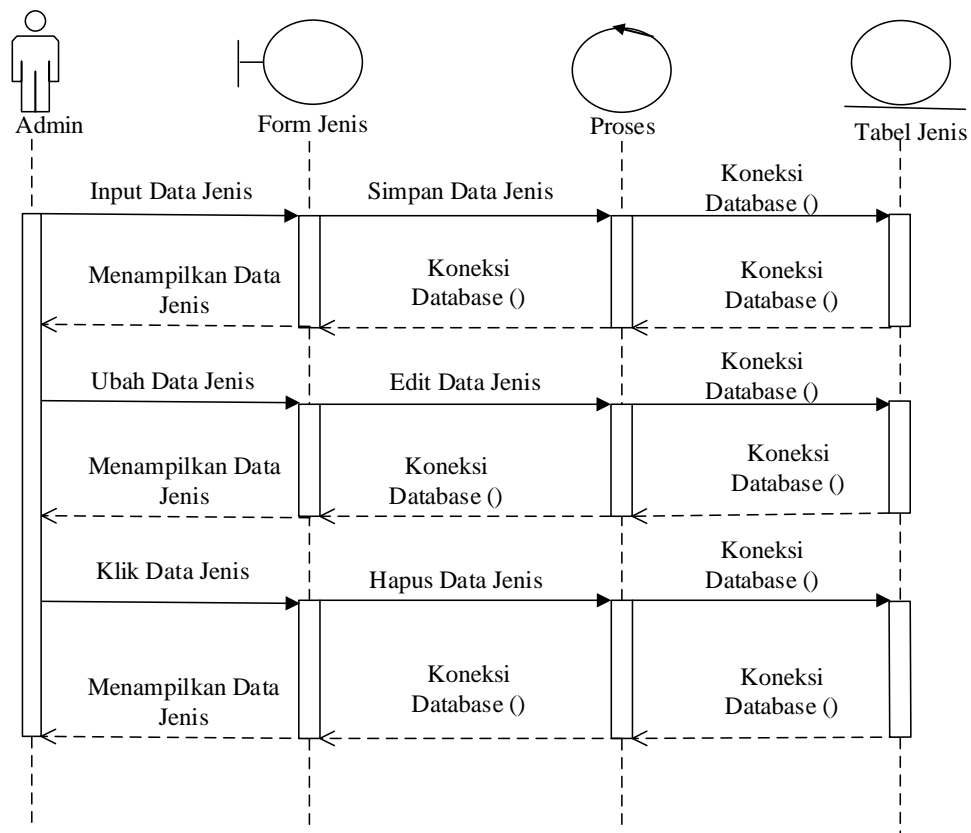 Admin
Form Jenis
Proses
Tabel Jenis
Input Data Jenis
Simpan Data Jenis
Koneksi
Database ()
Menampilkan Data
Jenis
Koneksi
Database ()
Koneksi
Database ()
Ubah Data Jenis
Edit Data Jenis
Koneksi
Database ()
Menampilkan Data
Jenis
Koneksi
Database ()
Koneksi
Database ()
Klik Data Jenis
Hapus Data Jenis
Koneksi
Database ()
Menampilkan Data
Jenis
Koneksi
Database ()
Koneksi
Database ()